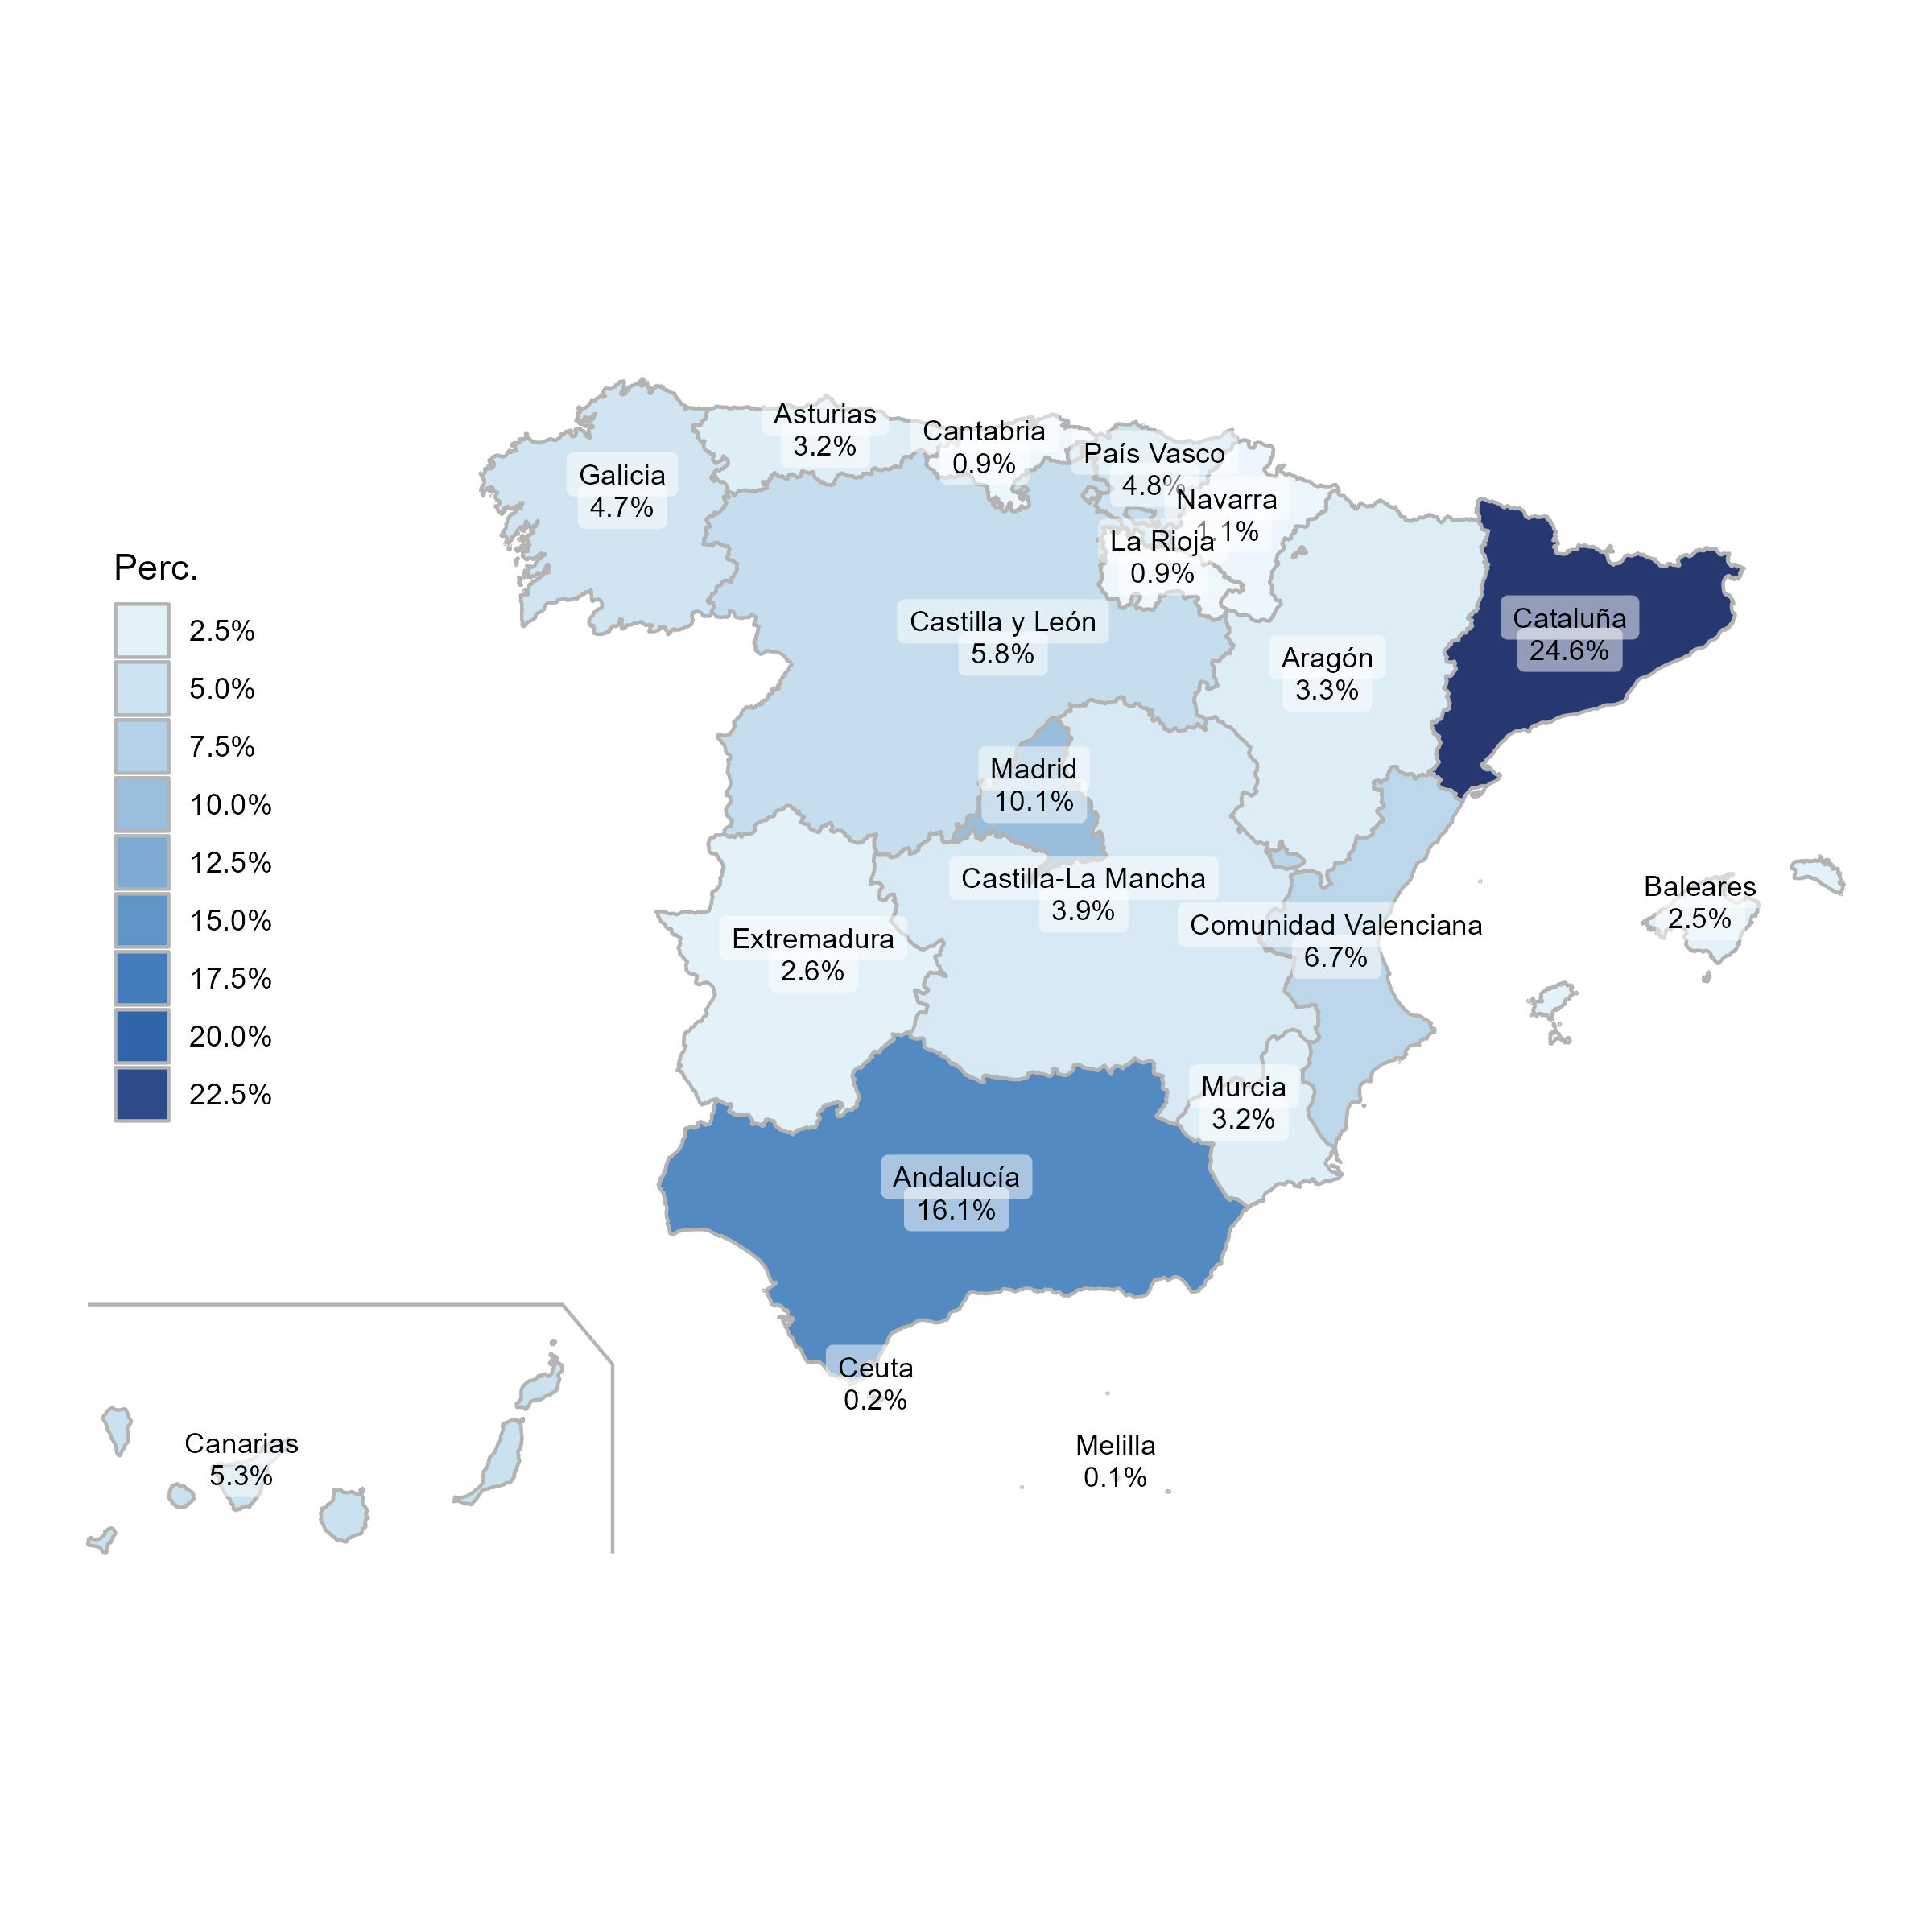 Asturias
3.2%
Cantabria
0.9%
País Vasco
4.8%
Galicia
4.7%
Navarra
1.1%
La Rioja
0.9%
Perc.
2.5%
5.0%
7.5%
10.0%
12.5%
15.0%
17.5%
20.0%
22.5%
Castilla y León
5.8%
Cataluña
24.6%
Aragón
3.3%
Madrid
10.1%
Castilla-La Mancha
3.9%
Baleares
2.5%
Comunidad Valenciana
6.7%
Extremadura
2.6%
Murcia
3.2%
Andalucía
16.1%
Ceuta
0.2%
Canarias
5.3%
Melilla
0.1%